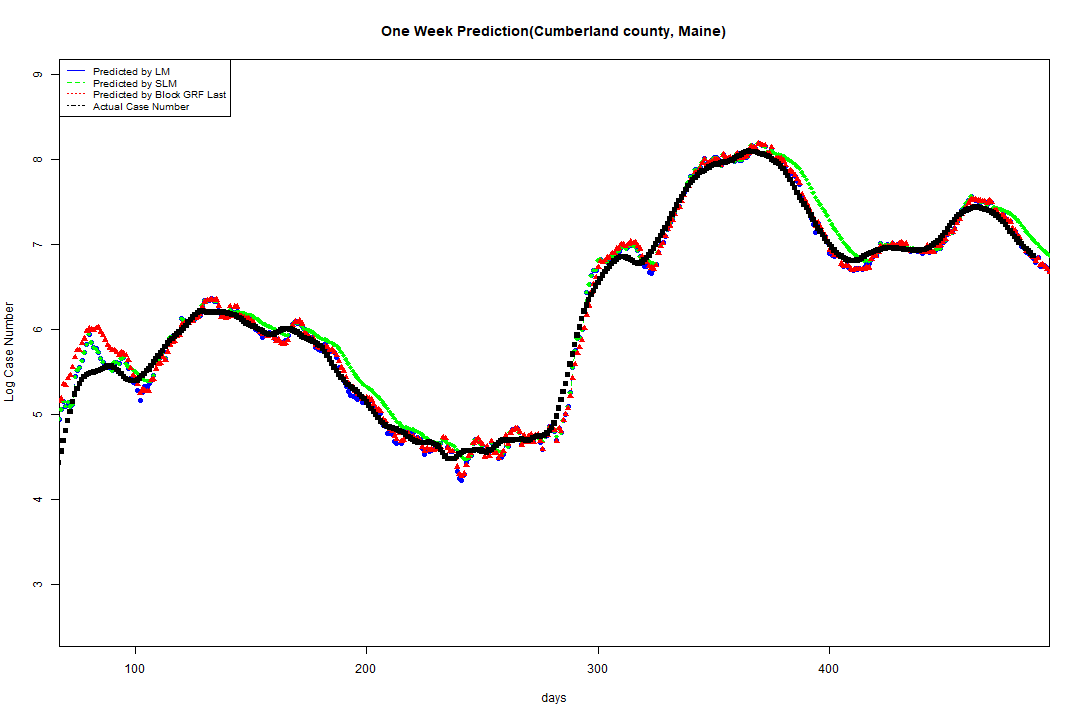 One Week Prediction(Cumberland county, Maine)
Predicted by LM
Predicted by SLM
Predicted by Block GRF Last
Actual Case Number
9
8
7
6
5
4
3
Log Case Number
100 200 300 400
days